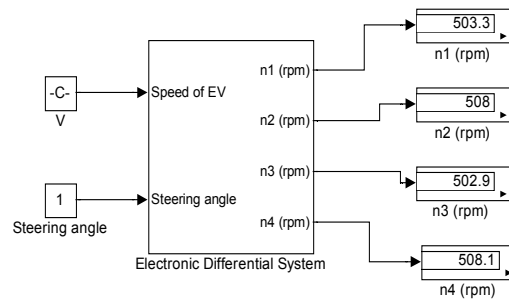 503.3
n1 (rpm)
n1 (rpm)
-C-
V
Speed of EV
n2 (rpm)
508
n2 (rpm)
n3 (rpm)
502.9
n3 (rpm)
1
Steering angle
Steering angle
n4 (rpm)
508.1
n4 (rpm)
Electronic Differential System